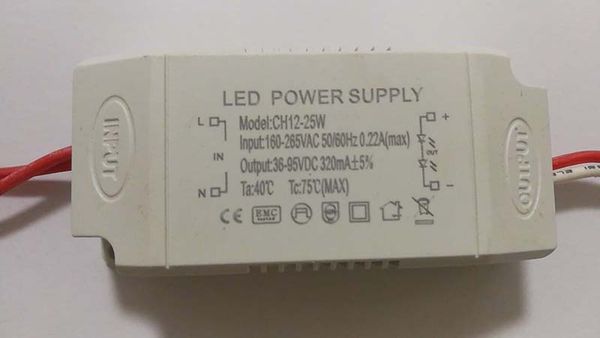 LED POWER SUPPLY
Model:CH12-25W
Input:160-265VAC 50/60Hz 0.22A(max)
Output:36-95VDC 320mA±5%
Ta:40℃ Tc:75℃(MAX)
INPUT
L
IN
N
+
-
OUTPUT
CE EMC